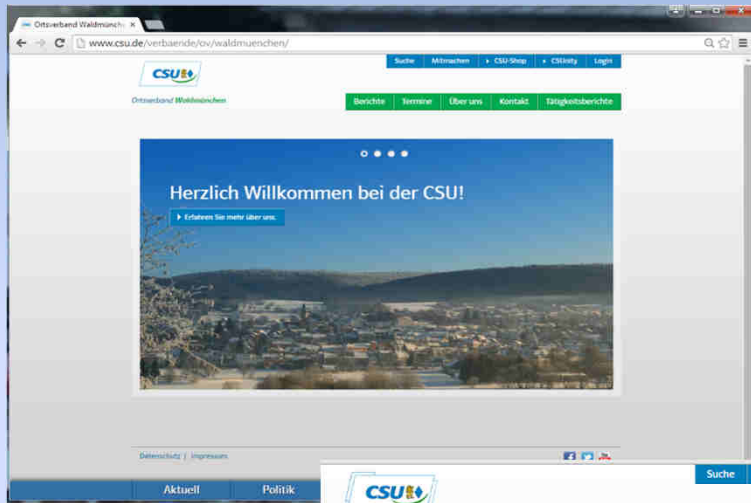 Ortsverband Waldmünche
www.csu.de/verbaende/ov/waldmuenchen/
Suche Mitmachen CSU-Shop CSUnity Login
CSU
Ortsverband Waldmünchen
Berichte Termine Über uns Kontakt Tätigkeitsberichte
Herzlich Willkommen bei der CSU!
Erfahren Sie mehr über uns.
Datenschutz | Impressum
Aktuell Politik
CSU
Suche